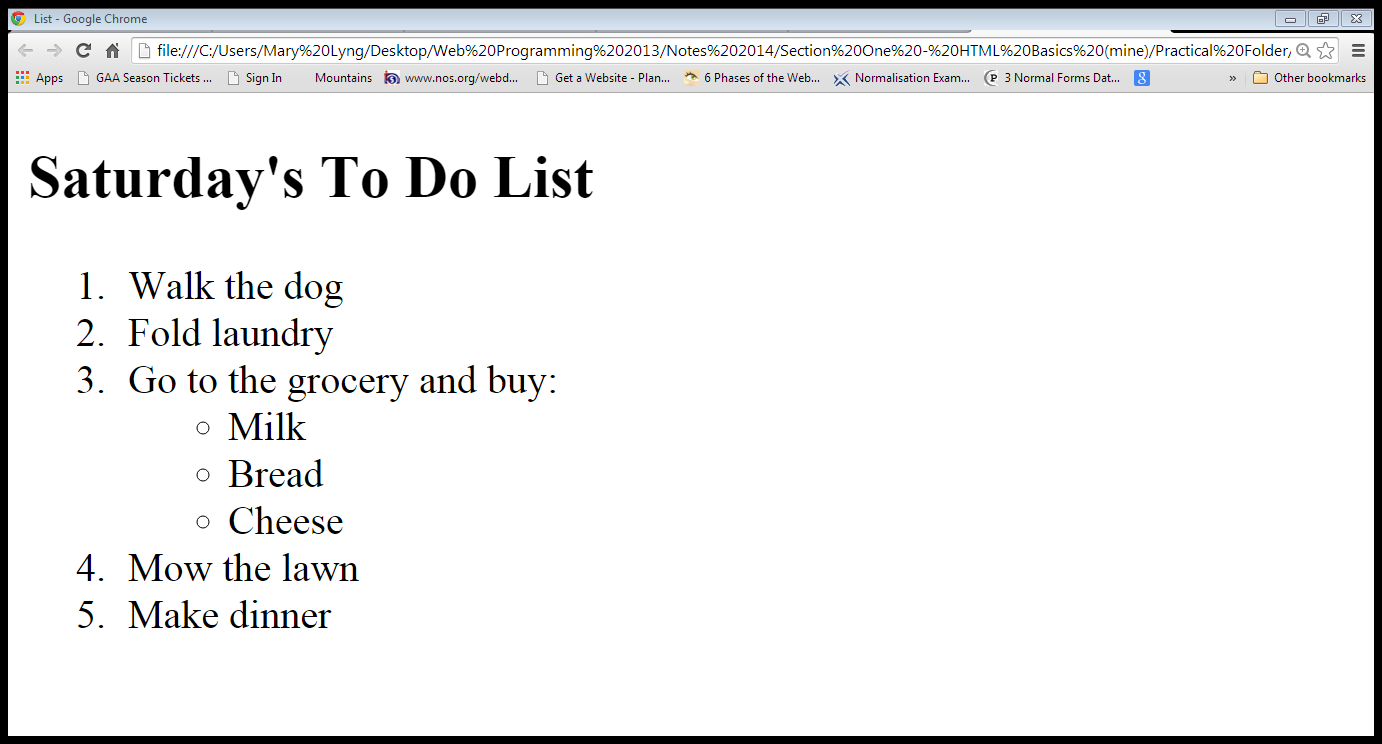 List - Google Chrome
file:///C:/Users/Mary%20Lyng/Desktop/Web%20Programming%202013/Notes%202014/Section%20One%20-%20HTML%20Basics%20(mine)/Practical%20Folder/
Apps GAA Season Tickets ... Sign In Mountains www.nos.org/webd... Get a Website - Plan... 6 Phases of the Web... Normalisation Exam... 3 Normal Forms Dat... » Other bookmarks
Saturday's To Do List
1. Walk the dog
2. Fold laundry
3. Go to the grocery and buy:
○ Milk
○ Bread
○ Cheese
4. Mow the lawn
5. Make dinner